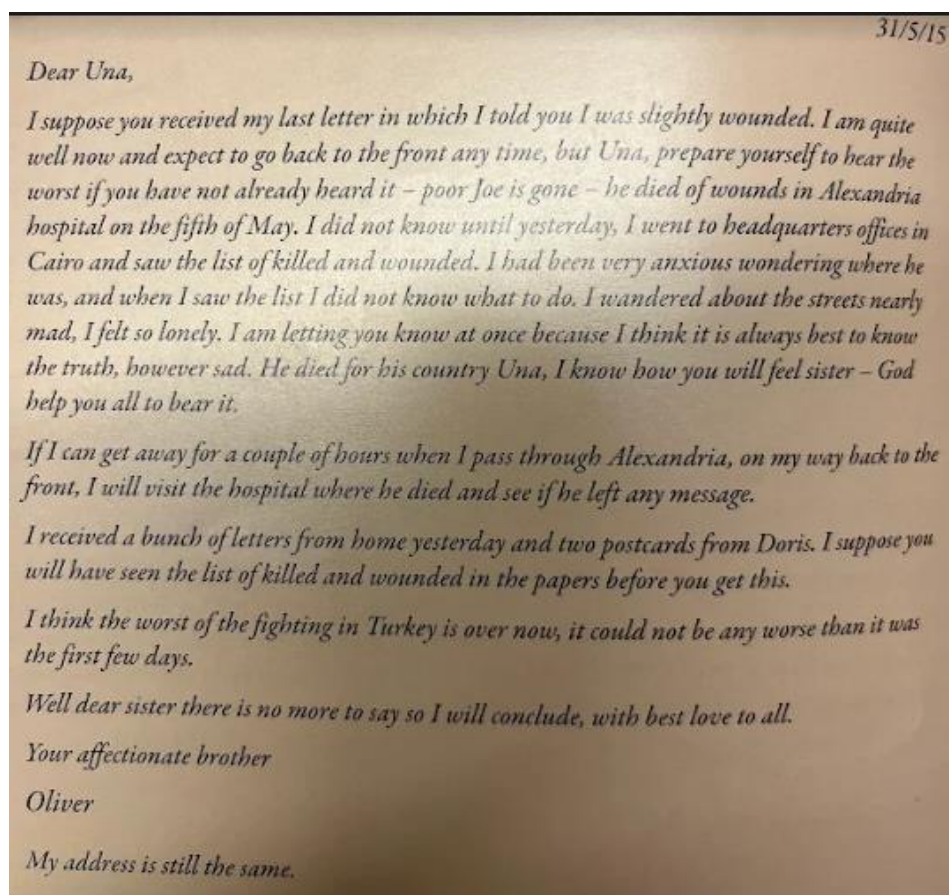 31/5/15
Dear Una,
I suppose you received my last letter in which I told you I was slightly wounded. I am quite
well now and expect to go back to the front any time, but Una, prepare yourself to hear the
worst if you have not already heard it – poor Joe is gone – he died of wounds in Alexandria
hospital on the fifth of May. I did not know until yesterday, I went to headquarters offices in
Cairo and saw the list of killed and wounded. I had been very anxious wondering where he
was, and when I saw the list I did not know what to do. I wandered about the streets nearly
mad, I felt so lonely. I am letting you know at once because I think it is always best to know
the truth, however sad. He died for his country Una, I know how you will feel sister – God
help you all to bear it.
If I can get away for a couple of hours when I pass through Alexandria, on my way back to the
front, I will visit the hospital where he died and see if he left any message.
I received a bunch of letters from home yesterday and two postcards from Doris. I suppose you
will have seen the list of killed and wounded in the papers before you get this.
I think the worst of the fighting in Turkey is over now, it could not be any worse than it was
the first few days.
Well dear sister there is no more to say so I will conclude, with best love to all.
Your affectionate brother
Oliver
My address is still the same.